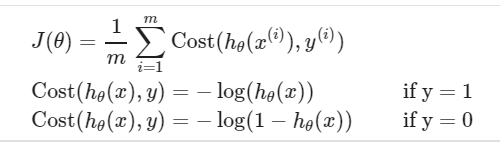 J(θ) = 1/m ∑_{i=1}^{m} Cost(h_θ(x^{(i)}), y^{(i)})
Cost(h_θ(x), y) = − log(h_θ(x)) if y = 1
Cost(h_θ(x), y) = − log(1 − h_θ(x)) if y = 0